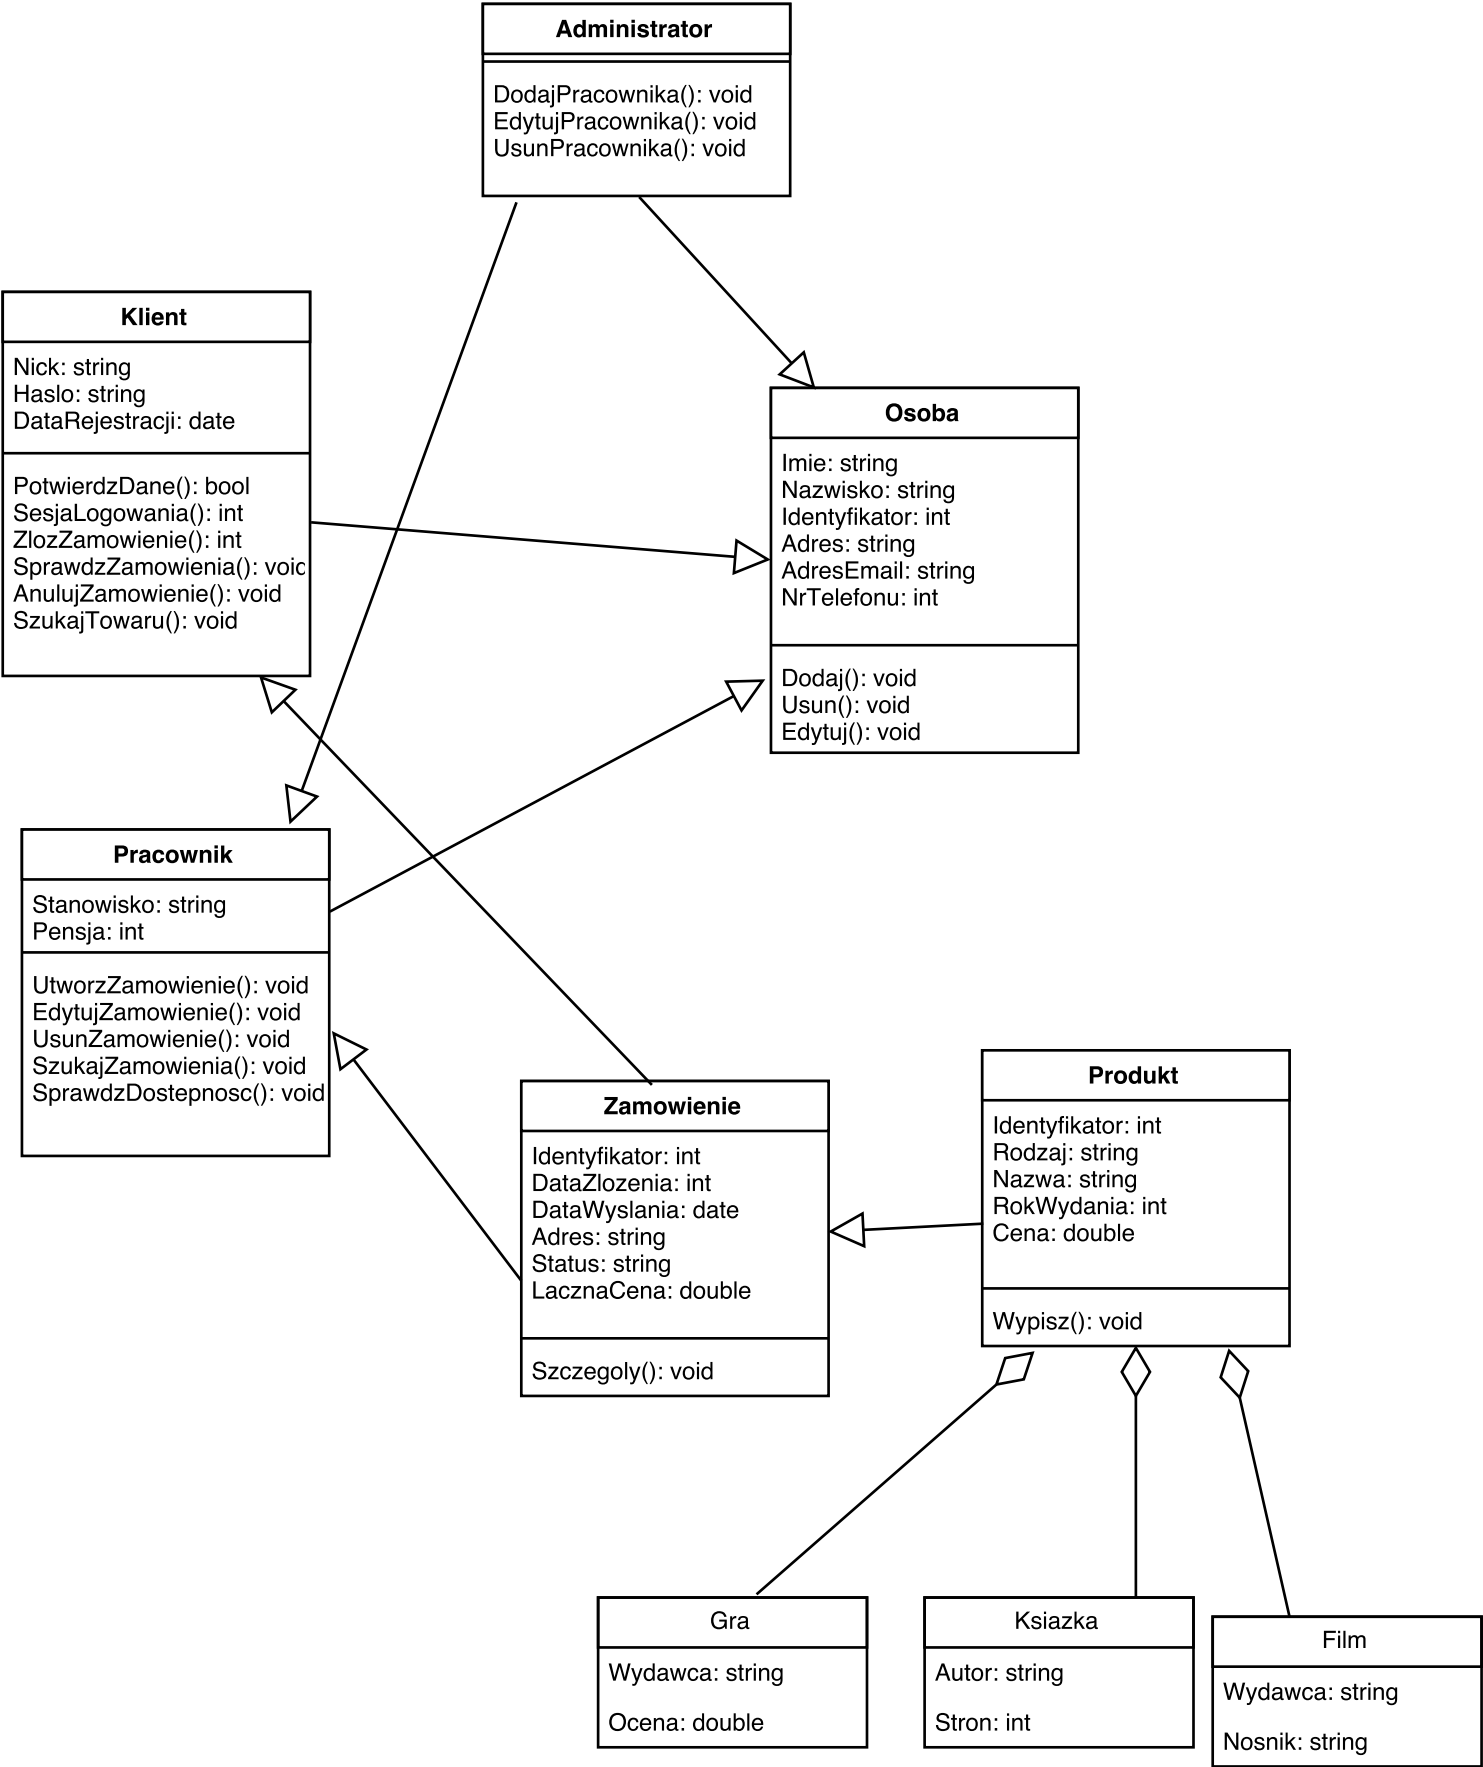 Administrator
DodajPracownika(): void
EdytujPracownika(): void
UsunPracownika(): void
Klient
Nick: string
Haslo: string
DataRejestracji: date
PotwierdzDane(): bool
SesjaLogowania(): int
ZlozZamowienie(): int
SprawdzZamowienia(): void
AnulujZamowienie(): void
SzukajTowaru(): void
Osoba
Imie: string
Nazwisko: string
Identyfikator: int
Adres: string
AdresEmail: string
NrTelefonu: int
Dodaj(): void
Usun(): void
Edytuj(): void
Pracownik
Stanowisko: string
Pensja: int
UtworzZamowienie(): void
EdytujZamowienie(): void
UsunZamowienie(): void
SzukajZamowienia(): void
SprawdzDostepnosc(): void
Zamowienie
Identyfikator: int
DataZlozenia: int
DataWyslania: date
Adres: string
Status: string
LacznaCena: double
Szczegoly(): void
Produkt
Identyfikator: int
Rodzaj: string
Nazwa: string
RokWydania: int
Cena: double
Wypisz(): void
Gra
Wydawca: string
Ocena: double
Ksiazka
Autor: string
Stron: int
Film
Wydawca: string
Nosnik: string